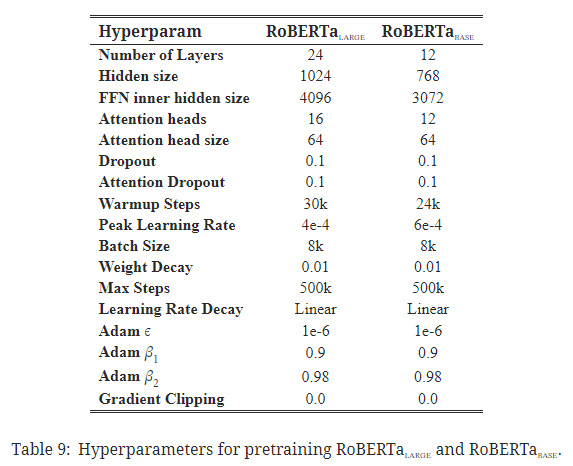 Hyperparam RoBERTa LARGE RoBERTa BASE
Number of Layers 24 12
Hidden size 1024 768
FFN inner hidden size 4096 3072
Attention heads 16 12
Attention head size 64 64
Dropout 0.1 0.1
Attention Dropout 0.1 0.1
Warmup Steps 30k 24k
Peak Learning Rate 4e-4 6e-4
Batch Size 8k 8k
Weight Decay 0.01 0.01
Max Steps 500k 500k
Learning Rate Decay Linear Linear
Adam ϵ 1e-6 1e-6
Adam β1 0.9 0.9
Adam β2 0.98 0.98
Gradient Clipping 0.0 0.0
Table 9: Hyperparameters for pretraining RoBERTa LARGE and RoBERTa BASE.